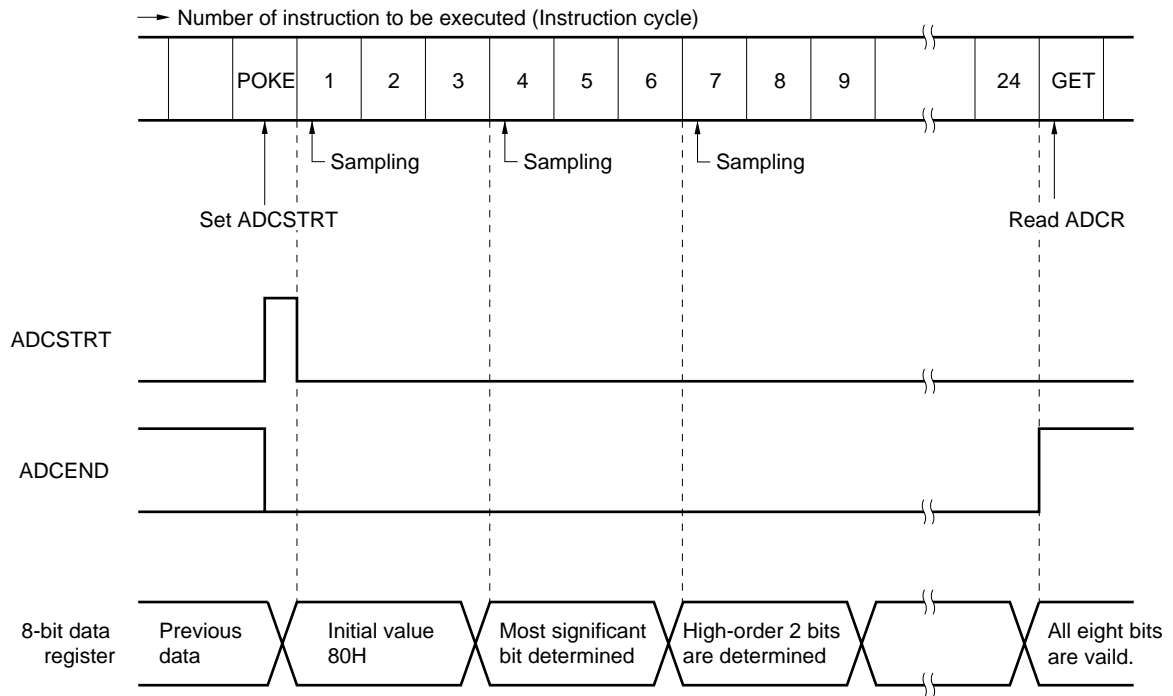 Number of instruction to be executed (Instruction cycle)
POKE 1 2 3 4 5 6 7 8 9 24 GET
Sampling Sampling Sampling
Set ADCSTRT Read ADCR
ADCSTRT
ADCEND
8-bit data
register
Previous
data
Initial value
80H
Most significant
bit determined
High-order 2 bits
are determined
All eight bits
are vaild.